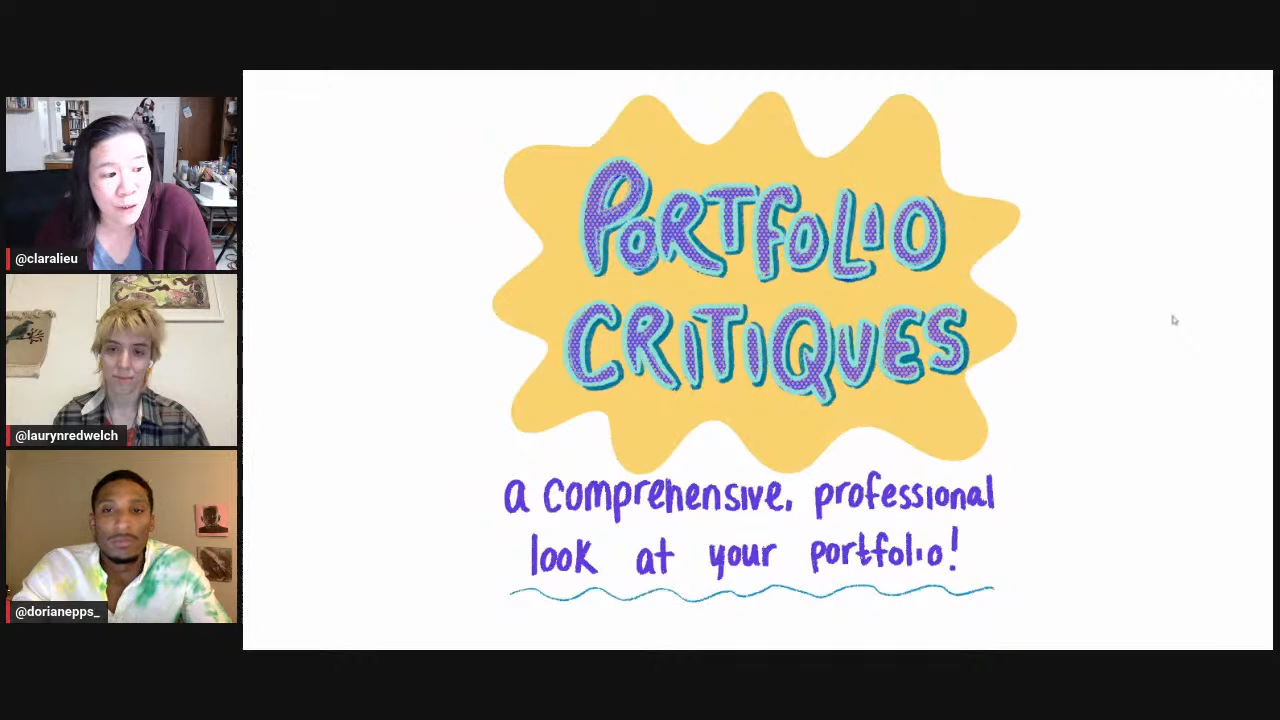 @claralieu
@laurynredwelch
@dorianepps_
PORTFOLIO
CRITIQUES
a comprehensive, professional
look at your portfolio!